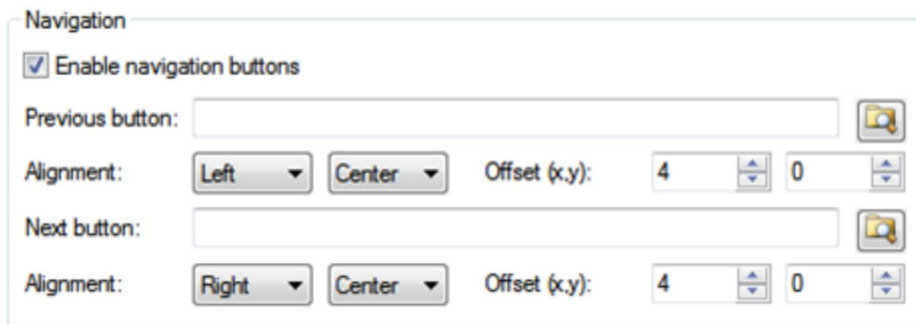 Navigation
Enable navigation buttons
Previous button:
Alignment: Left Center Offset (x,y): 4 0
Next button:
Alignment: Right Center Offset (x,y): 4 0